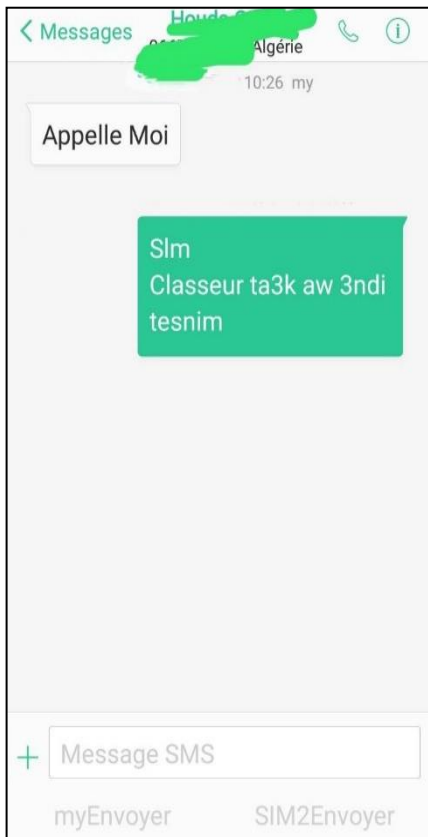 Messages
Algérie
10:26 my
Appelle Moi
Slm
Classeur ta3k aw 3ndi
tesnim
Message SMS
myEnvoyer
SIM2Envoyer